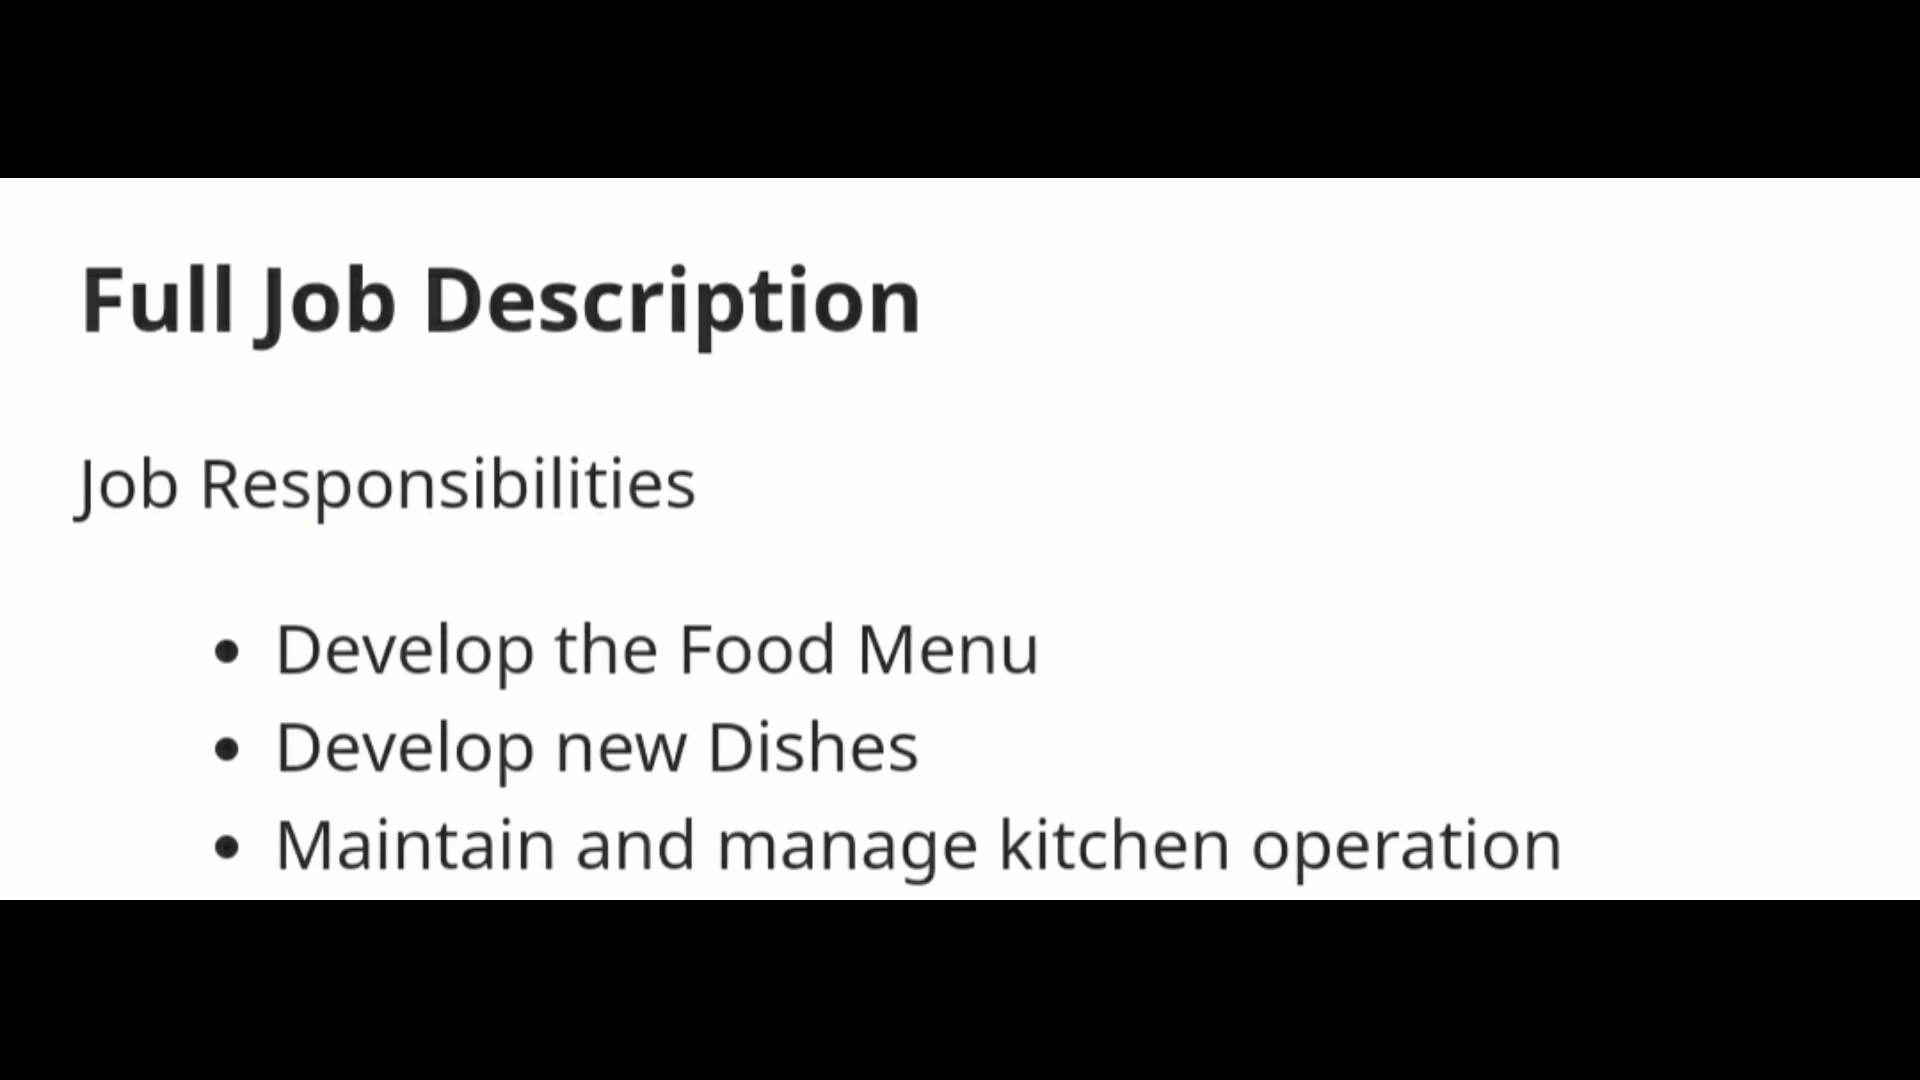 Full Job Description
Job Responsibilities
• Develop the Food Menu
• Develop new Dishes
• Maintain and manage kitchen operation